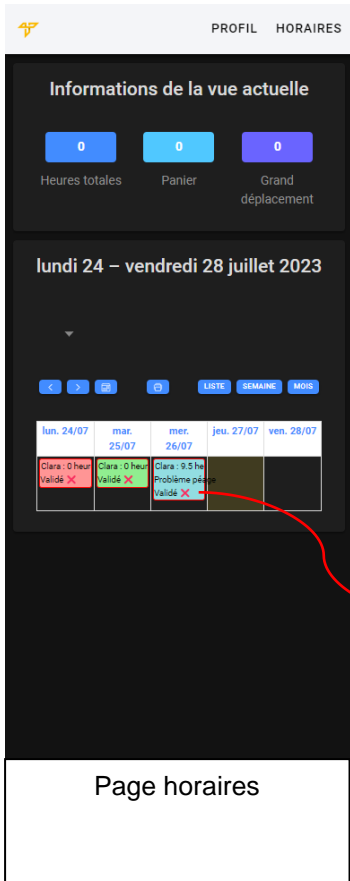 PROFIL HORAIRES
Informations de la vue actuelle
0 0 0
Heures totales Panier Grand
déplacement
lundi 24 – vendredi 28 juillet 2023
LISTE SEMAINE MOIS
lun. 24/07 mar. mer. jeu. 27/07 ven. 28/07
25/07 26/07
Clara : 0 heur Clara : 0 heur Clara : 9.5 he
Validé ❌ Validé ❌ Problème péage
Validé ❌
Page horaires